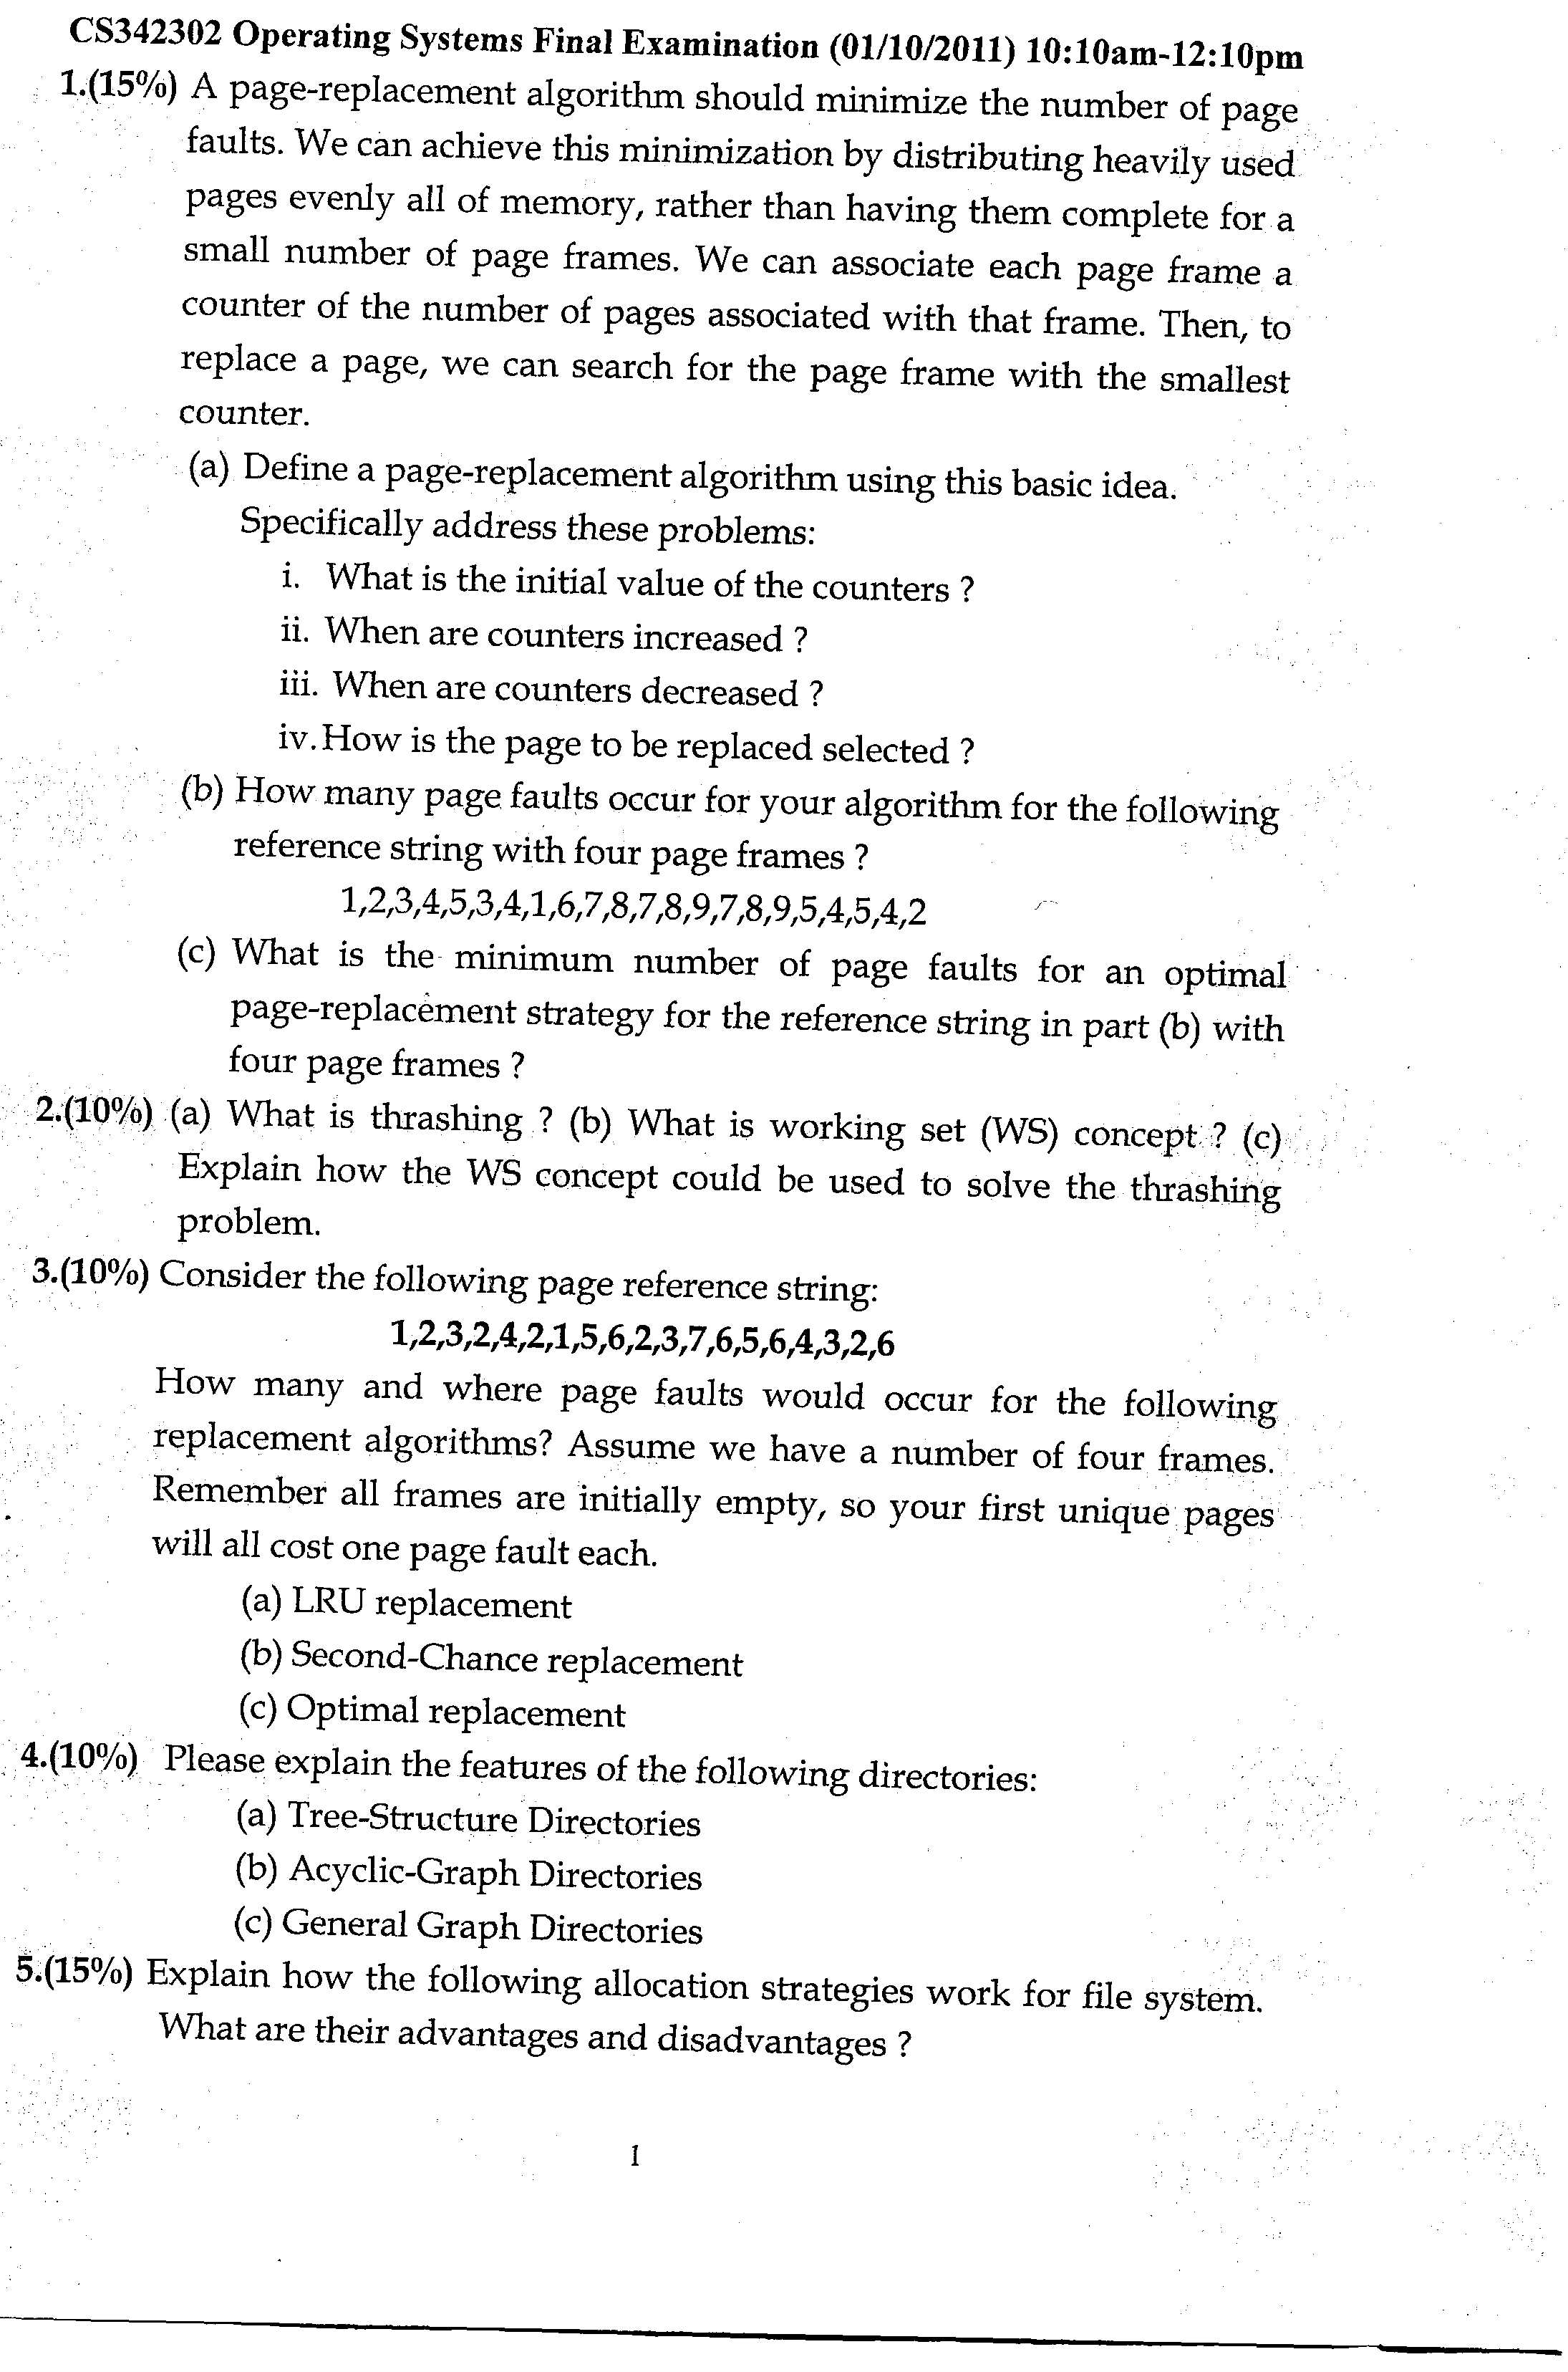 CS342302 Operating Systems Final Examination (01/10/2011) 10:10am-12:10pm
1.(15%) A page-replacement algorithm should minimize the number of page
faults. We can achieve this minimization by distributing heavily used
pages evenly all of memory, rather than having them complete for a
small number of page frames. We can associate each page frame a
counter of the number of pages associated with that frame. Then, to
replace a page, we can search for the page frame with the smallest
counter.
(a) Define a page-replacement algorithm using this basic idea.
Specifically address these problems:
i. What is the initial value of the counters ?
ii. When are counters increased ?
iii. When are counters decreased ?
iv. How is the page to be replaced selected ?
(b) How many page faults occur for your algorithm for the following
reference string with four page frames ?
1,2,3,4,5,3,4,1,6,7,8,7,8,9,7,8,9,5,4,5,4,2
(c) What is the minimum number of page faults for an optimal
page-replacement strategy for the reference string in part (b) with
four page frames ?
2.(10%) (a) What is thrashing ? (b) What is working set (WS) concept ? (c)
Explain how the WS concept could be used to solve the thrashing
problem.
3.(10%) Consider the following page reference string:
1,2,3,2,4,2,1,5,6,2,3,7,6,5,6,4,3,2,6
How many and where page faults would occur for the following
replacement algorithms? Assume we have a number of four frames.
Remember all frames are initially empty, so your first unique pages
will all cost one page fault each.
(a) LRU replacement
(b) Second-Chance replacement
(c) Optimal replacement
4.(10%) Please explain the features of the following directories:
(a) Tree-Structure Directories
(b) Acyclic-Graph Directories
(c) General Graph Directories
5.(15%) Explain how the following allocation strategies work for file system.
What are their advantages and disadvantages ?
1